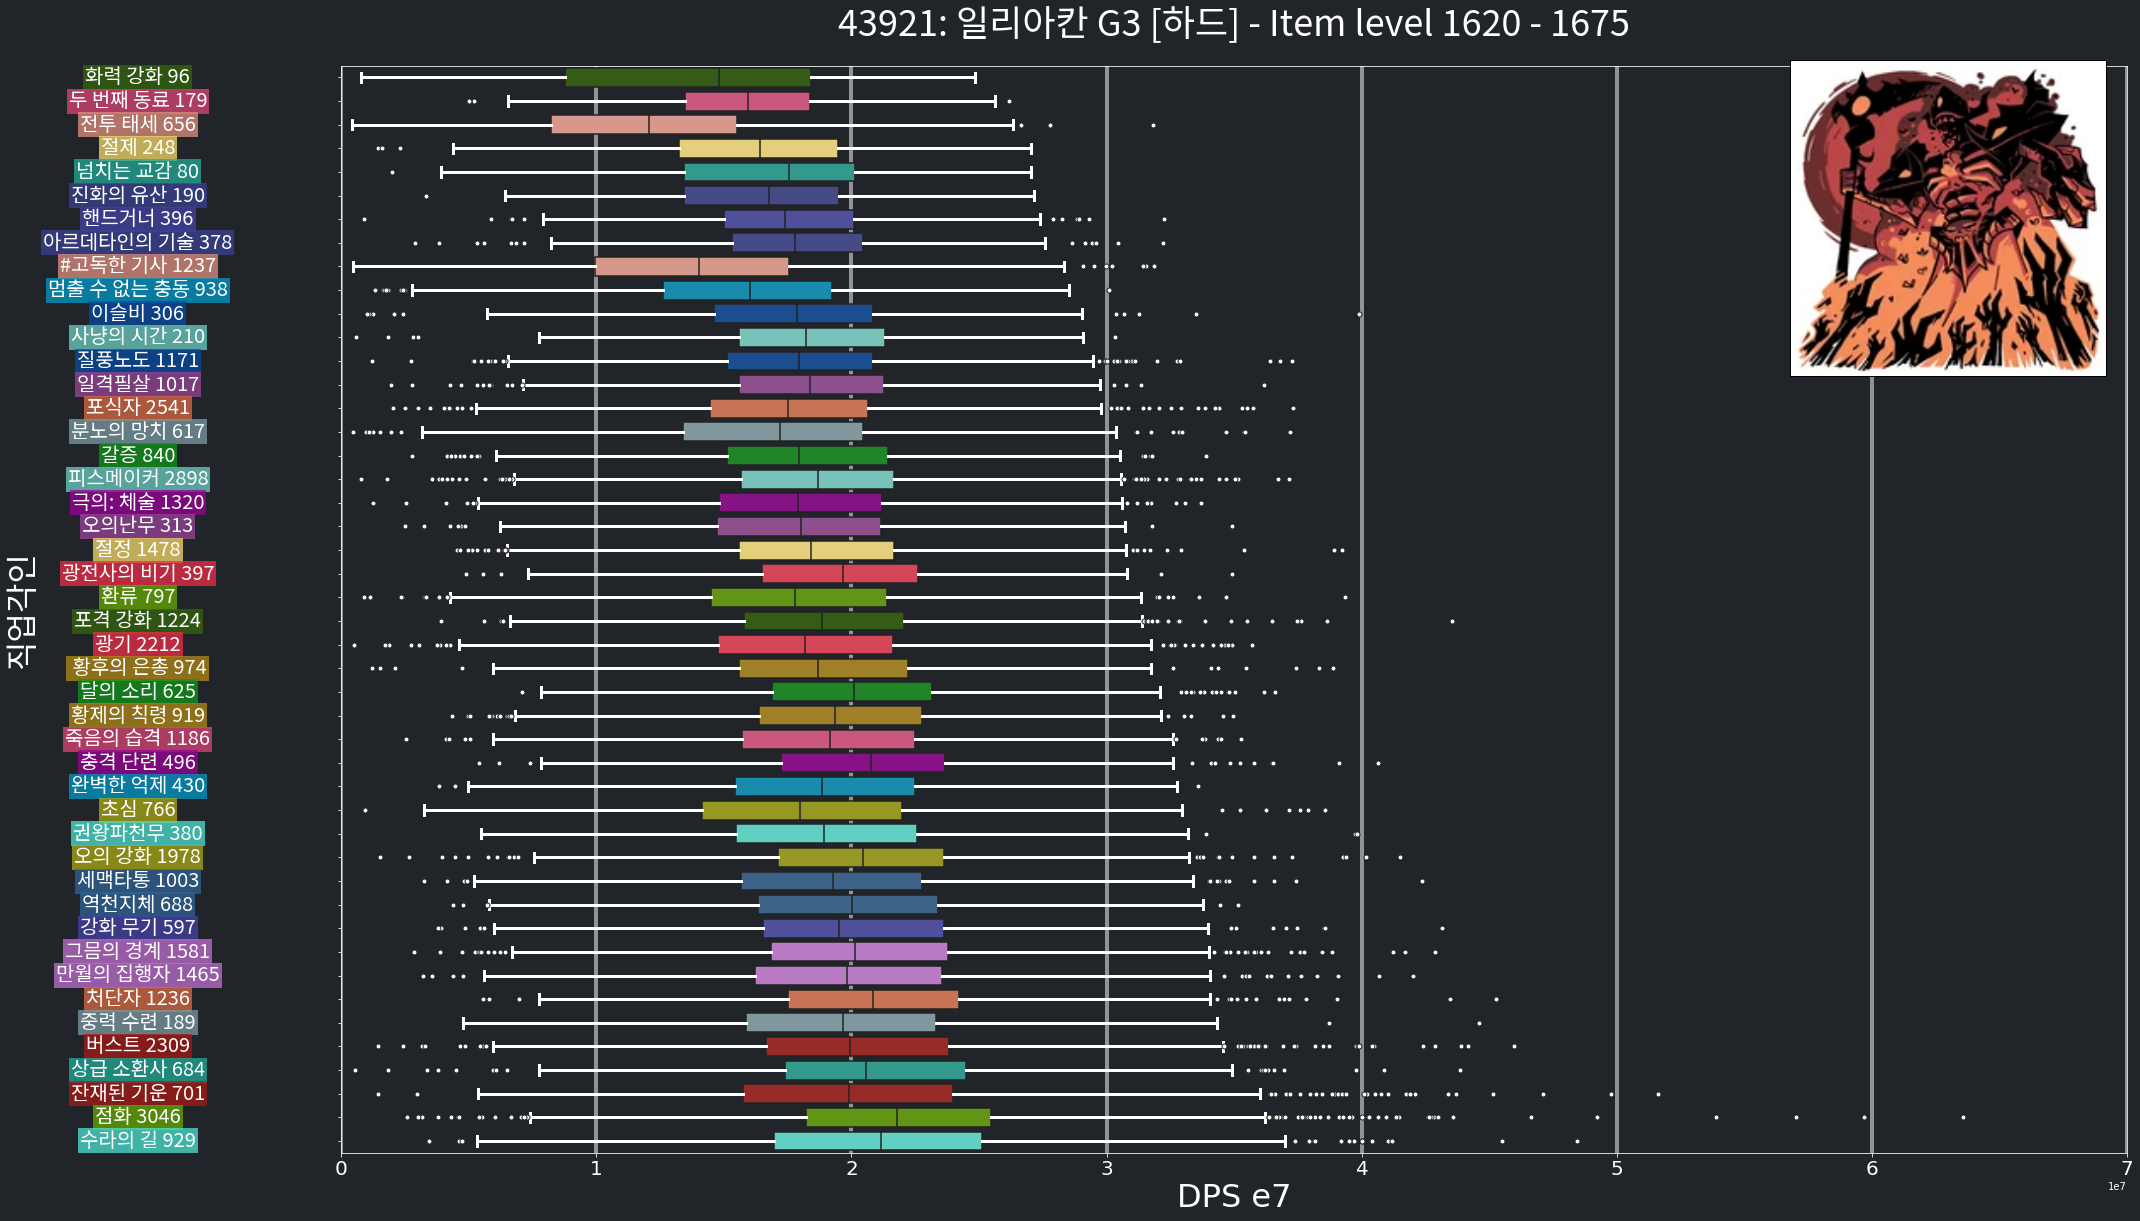 43921: 일리아칸 G3 [하드] - Item level 1620 - 1675
직업각인
화력 강화 96
두 번째 동료 179
전투 태세 656
절제 248
넘치는 교감 80
진화의 유산 190
핸드거너 396
아르데타인의 기술 378
#고독한 기사 1237
멈출 수 없는 충동 938
이슬비 306
사냥의 시간 210
질풍노도 1171
일격필살 1017
포식자 2541
분노의 망치 617
갈증 840
피스메이커 2898
극의: 체술 1320
오의난무 313
절정 1478
광전사의 비기 397
환류 797
포격 강화 1224
광기 2212
황후의 은총 974
달의 소리 625
황제의 칙령 919
죽음의 습격 1186
충격 단련 496
완벽한 억제 430
초심 766
권왕파천무 380
오의 강화 1978
세맥타통 1003
역천지체 688
강화 무기 597
그믐의 경계 1581
만월의 집행자 1465
처단자 1236
중력 수련 189
버스트 2309
상급 소환사 684
잔재된 기운 701
점화 3046
수라의 길 929
0 1 2 3 4 5 6 7
1e7
DPS e7